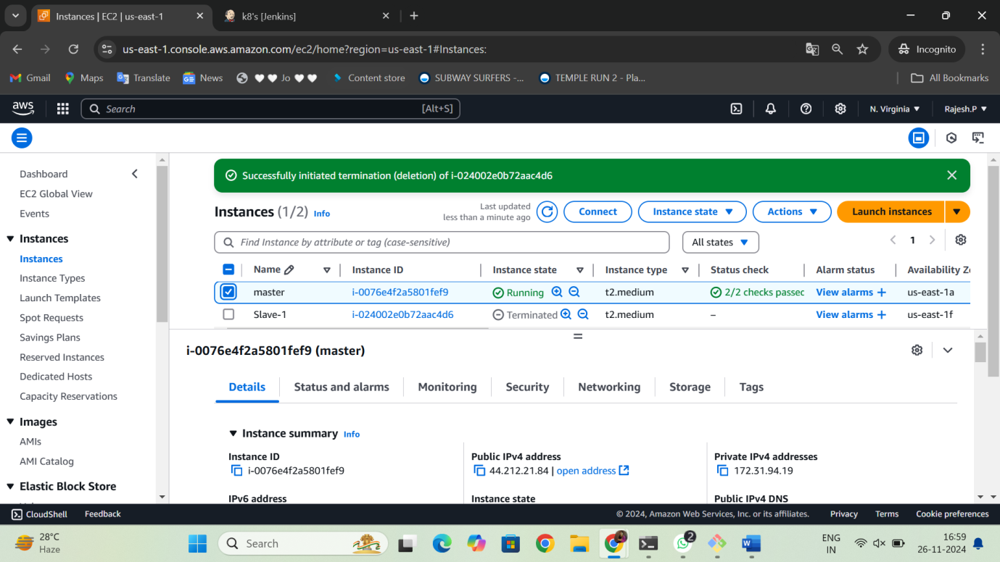 Instances | EC2 | us-east-1
k8's [Jenkins]
us-east-1.console.aws.amazon.com/ec2/home?region=us-east-1#Instances:
Incognito
Gmail
Maps
Translate
News
Jo
Content store
SUBWAY SURFERS -...
TEMPLE RUN 2 - Pla...
All Bookmarks
aws
Search
[Alt+S]
N. Virginia
Rajesh.P
Dashboard
EC2 Global View
Events
Instances
Instances
Instance Types
Launch Templates
Spot Requests
Savings Plans
Reserved Instances
Dedicated Hosts
Capacity Reservations
Images
AMIs
AMI Catalog
Elastic Block Store
Successfully initiated termination (deletion) of i-024002e0b72aac4d6
Instances (1/2) Info
Last updated
less than a minute ago
Connect
Instance state
Actions
Launch instances
Find Instance by attribute or tag (case-sensitive)
All states
1
Name Instance ID Instance state Instance type Status check Alarm status Availability Zo
master i-0076e4f2a5801fef9 Running t2.medium 2/2 checks passed View alarms + us-east-1a
Slave-1 i-024002e0b72aac4d6 Terminated t2.medium – View alarms + us-east-1f
i-0076e4f2a5801fef9 (master)
Details Status and alarms Monitoring Security Networking Storage Tags
Instance summary Info
Instance ID
i-0076e4f2a5801fef9
Public IPv4 address
44.212.21.84 | open address
Private IPv4 addresses
172.31.94.19
IPv6 address
Instance state
Public IPv4 DNS
CloudShell
Feedback
© 2024, Amazon Web Services, Inc. or its affiliates.
Privacy
Terms
Cookie preferences
28°C
Haze
Search
2
ENG
IN
16:59
26-11-2024